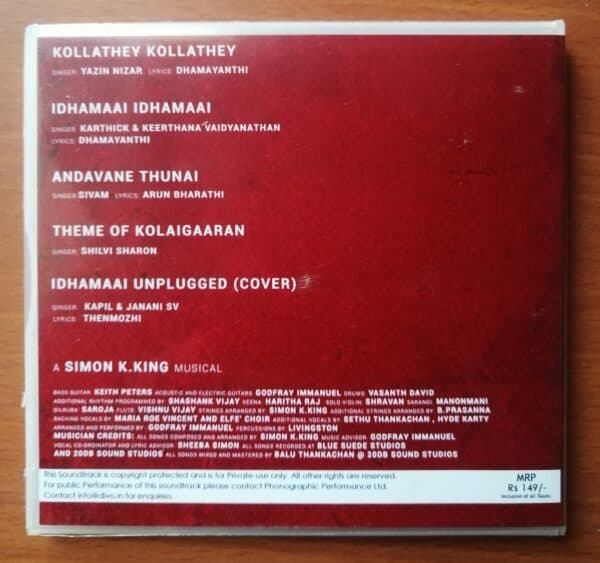 KOLLATHEY KOLLATHEY
SINGER: YAZIN NIZAR LYRICS: DHAMAYANTHI
IDHAMAAI IDHAMAAI
SINGER: KARTHICK & KEERTHANA VAIDYANATHAN
LYRICS: DHAMAYANTHI
ANDAVANE THUNAI
SINGER:SIVAM LYRICS: ARUN BHARATHI
THEME OF KOLAIGAARAN
SINGER: SHILVI SHARON
IDHAMAAI UNPLUGGED (COVER)
SINGER: KAPIL & JANANI SV
LYRICS: THENMOZHI
A SIMON K.KING MUSICAL
BASS GUITAR: KEITH PETERS ACOUSTIC AND ELECTRIC GUITARS: GODFRAY IMMANUEL DRUMS: VASANTH DAVID
ADDITIONAL RHYTHM PROGRAMMED BY SHASHANK VIJAY VEENA: HARITHA RAJ SOLO VIOLIN: SHRAVAN SARANGI: MANONMANI
DILRUBA: SAROJA FLUTE: VISHNU VIJAY STRINGS ARRANGED BY: SIMON K.KING ADDITIONAL STRINGS ARRANGED BY: B.PRASANNA
BACKING VOCALS BY MARIA ROE VINCENT AND ELFE' CHOIR ADDITIONAL VOCALS BY SETHU THANKACHAN , HYDE KARTY
ARRANGED AND PERFORMED BY GODFRAY IMMANUEL PERCUSSIONS BY LIVINGSTON
MUSICIAN CREDITS: ALL SONGS COMPOSED AND ARRANGED BY SIMON K.KING MUSIC ADVISOR: GODFRAY IMMANUEL
VOCAL CO-ORDINATOR AND LYRIC ADVISOR: SHEEBA SIMON ALL SONGS RECORDED AT BLUE SUEDE STUDIOS
AND 20DB SOUND STUDIOS ALL SONGS MIXED AND MASTERED BY BALU THANKACHAN @ 20DB SOUND STUDIOS
This Soundtrack is copyright protected and is for Private use only. All other rights are reserved.
For public Performance of this soundtrack please contact Phonographic Performance Ltd.
Contact info@divo.in for enquiries.
MRP
Rs 149/-
Inclusive of all Taxes.